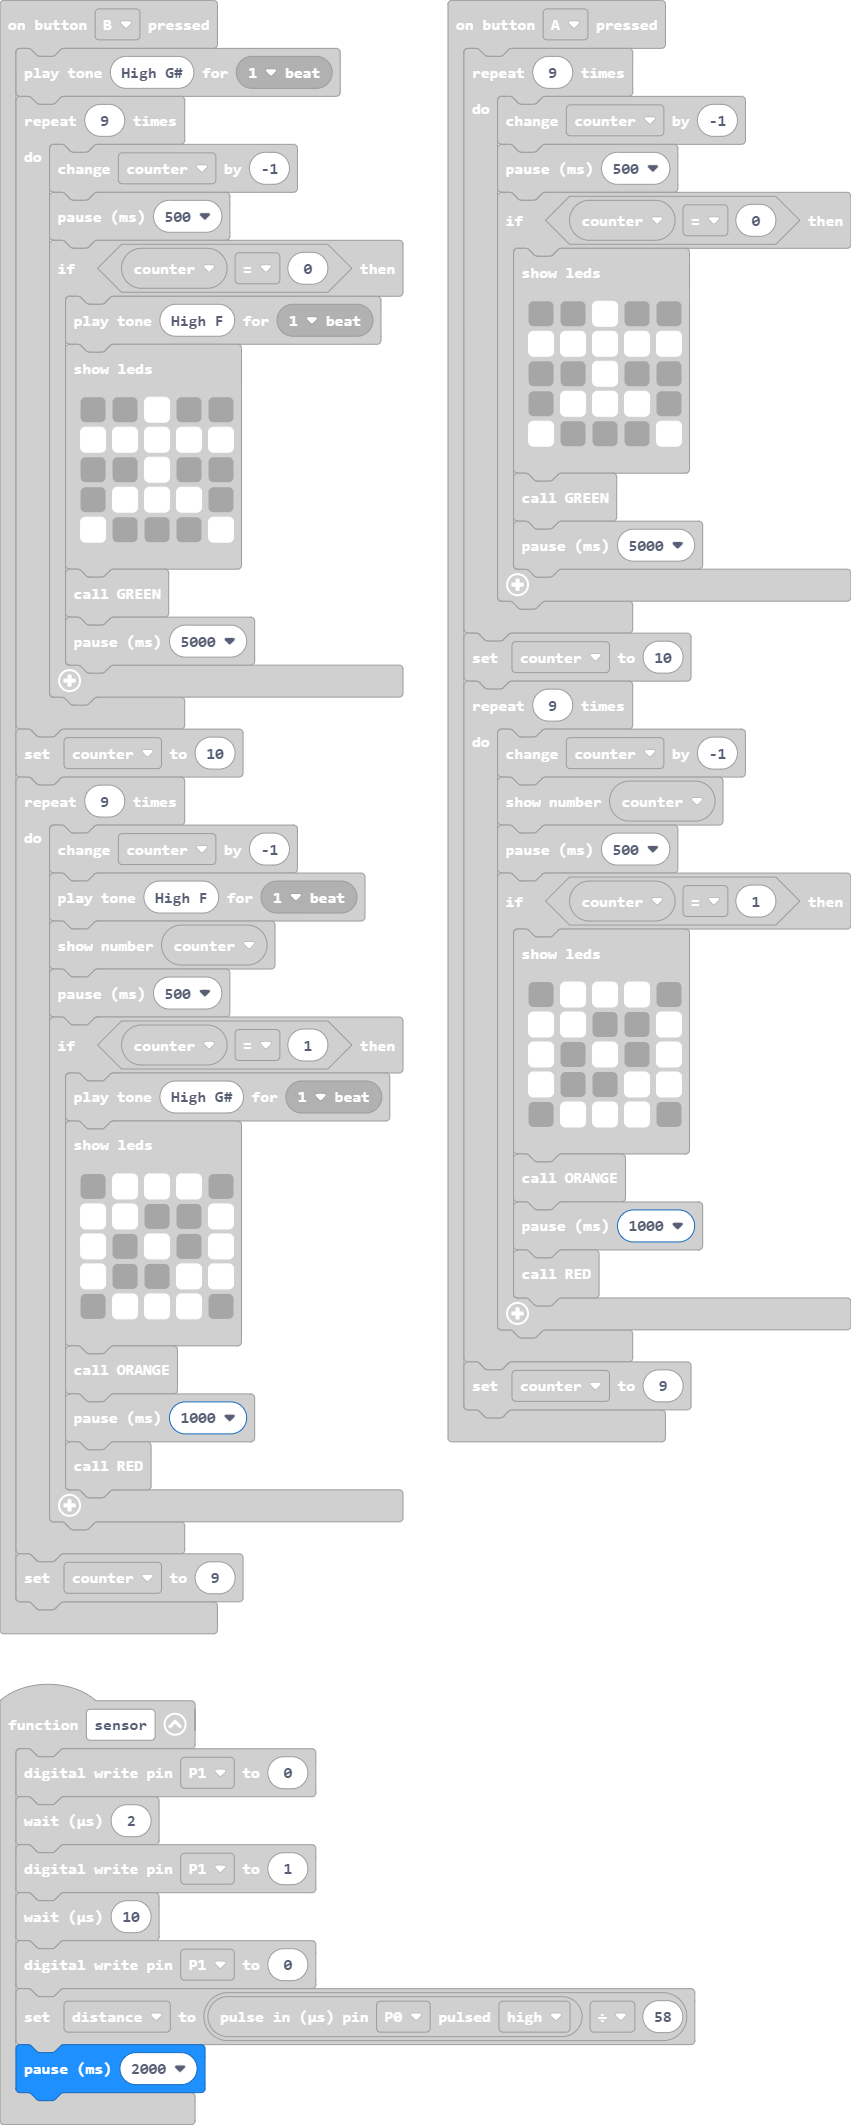 on button B pressed
play tone High G# for 1 beat
repeat 9 times
do
change counter by -1
pause (ms) 500
if counter = 0 then
play tone High F for 1 beat
show leds
call GREEN
pause (ms) 5000
set counter to 10
repeat 9 times
do
change counter by -1
play tone High F for 1 beat
show number counter
pause (ms) 500
if counter = 1 then
play tone High G# for 1 beat
show leds
call ORANGE
pause (ms) 1000
call RED
set counter to 9
on button A pressed
repeat 9 times
do
change counter by -1
pause (ms) 500
if counter = 0 then
show leds
call GREEN
pause (ms) 5000
set counter to 10
repeat 9 times
do
change counter by -1
show number counter
pause (ms) 500
if counter = 1 then
show leds
call ORANGE
pause (ms) 1000
call RED
set counter to 9
function sensor
digital write pin P1 to 0
wait (µs) 2
digital write pin P1 to 1
wait (µs) 10
digital write pin P1 to 0
set distance to pulse in (µs) pin P0 pulsed high ÷ 58
pause (ms) 2000